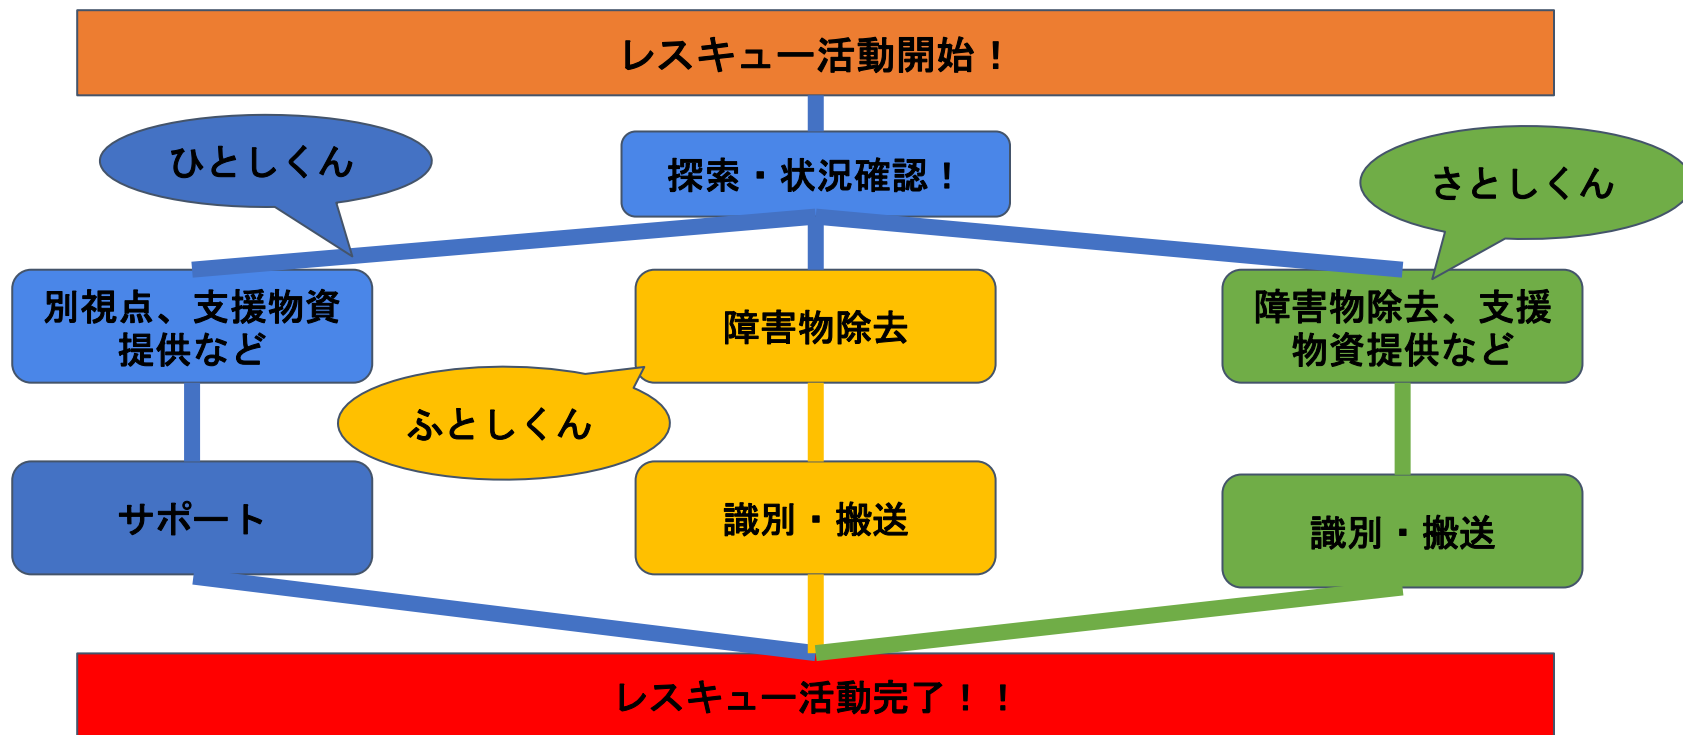 レスキュー活動開始！
ひとしくん
探索・状況確認！
さとしくん
別視点、支援物資
提供など
障害物除去
障害物除去、支援
物資提供など
ふとしくん
サポート
識別・搬送
識別・搬送
レスキュー活動完了！！